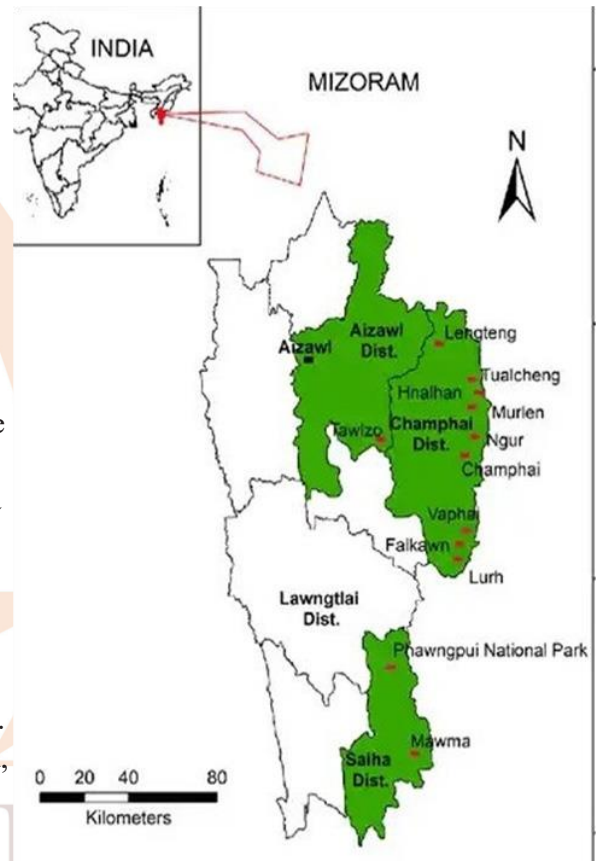 INDIA
MIZORAM
N
Aizawl
Dist.
Aizawl
Lengteng
Tualcheng
Hnalhan
Murlen
Champhai
Dist.
Tawizo
Ngur
Champhai
Vaphai
Falkawn
Lurh
Lawngtlai
Dist.
Phawngpui National Park
Mawma
Saiha
Dist.
0 20 40 80
Kilometers